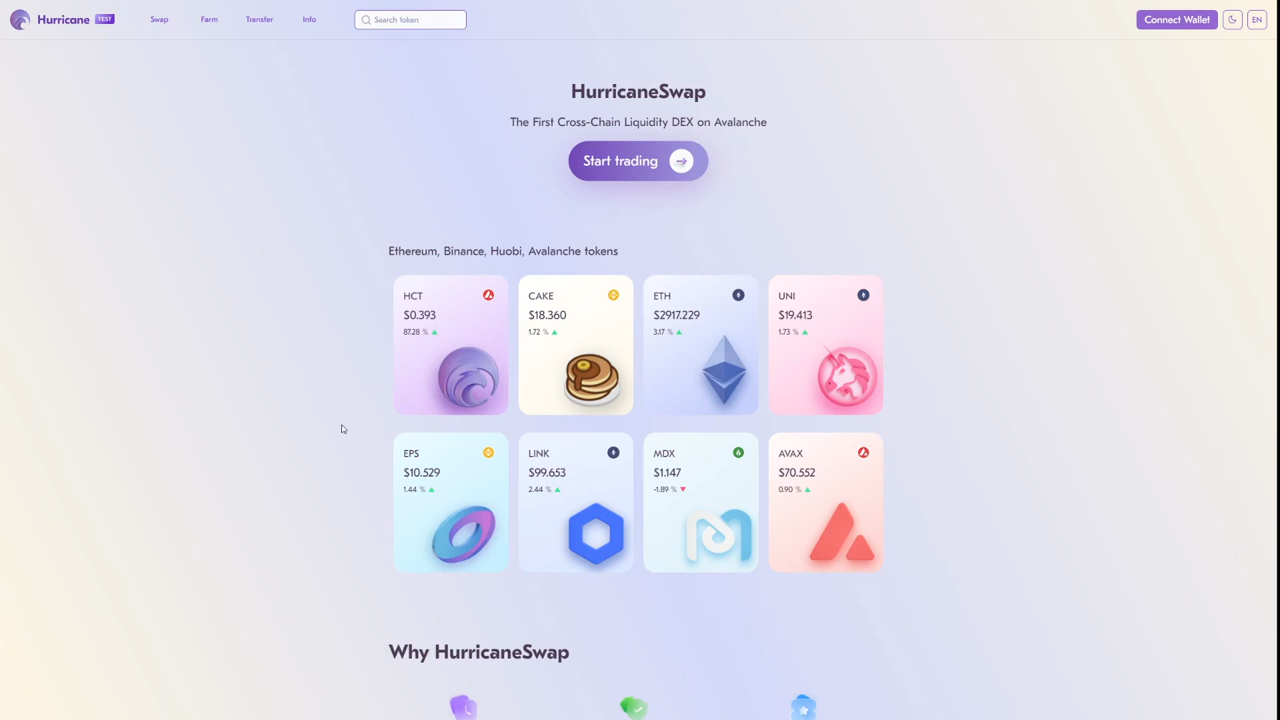 Hurricane TEST Swap Farm Transfer Info Search token Connect Wallet EN
HurricaneSwap
The First Cross-Chain Liquidity DEX on Avalanche
Start trading
Ethereum, Binance, Huobi, Avalanche tokens
HCT
$0.393
87.28 %
CAKE
$18.360
1.72 %
ETH
$2917.229
3.17 %
UNI
$19.413
1.73 %
EPS
$10.529
1.44 %
LINK
$99.653
2.44 %
MDX
$1.147
-1.89 %
AVAX
$70.552
0.90 %
Why HurricaneSwap